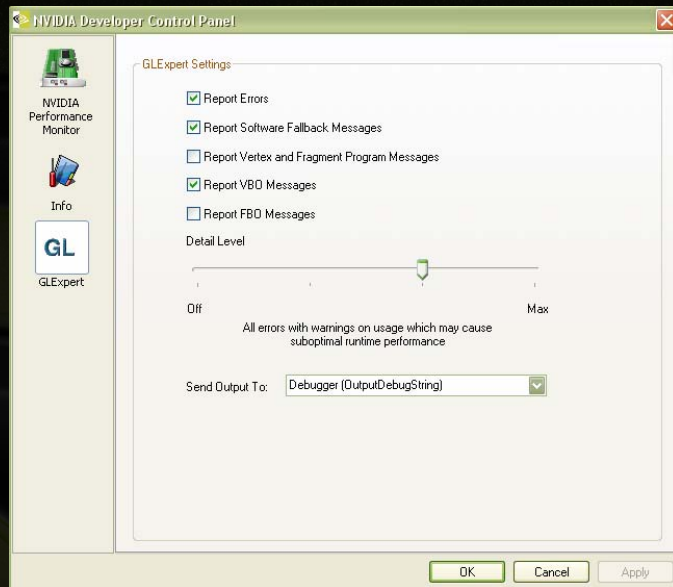 NVIDIA Developer Control Panel
NVIDIA
Performance
Monitor
Info
GL
GLExpert
GLExpert Settings
Report Errors
Report Software Fallback Messages
Report Vertex and Fragment Program Messages
Report VBO Messages
Report FBO Messages
Detail Level
Off
Max
All errors with warnings on usage which may cause
suboptimal runtime performance
Send Output To:
Debugger (OutputDebugString)
OK
Cancel
Apply